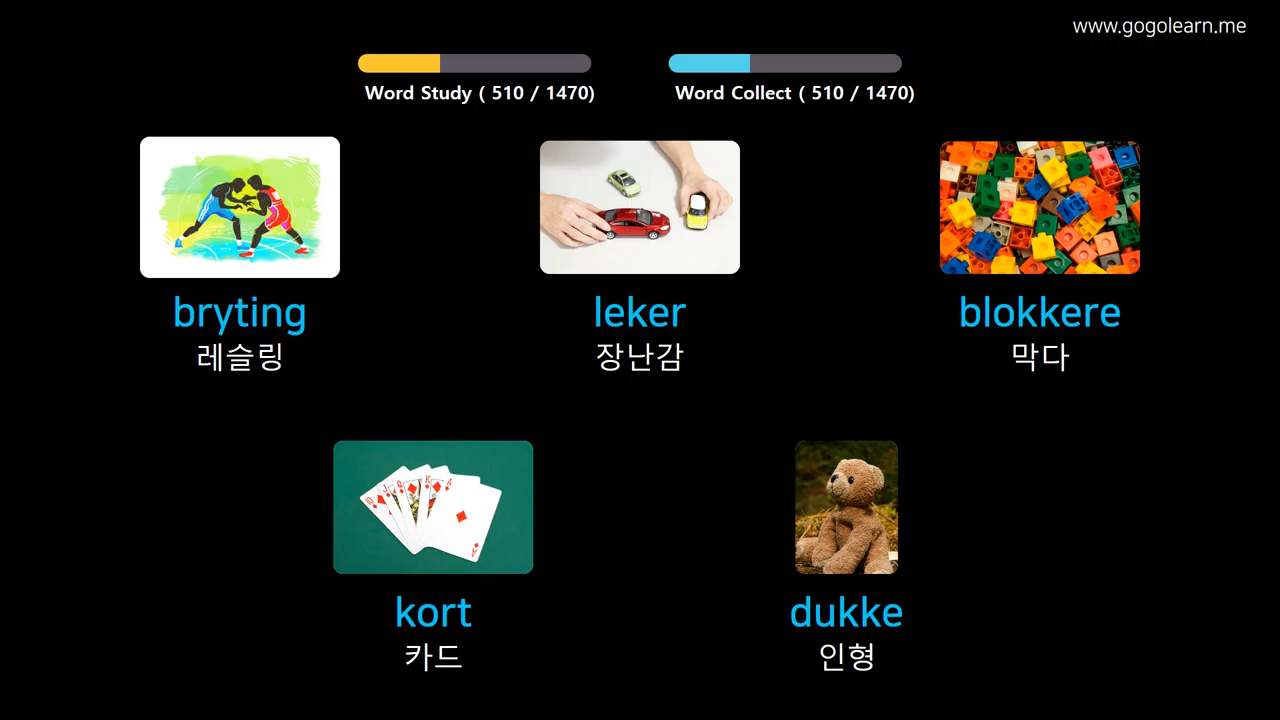 www.gogolearn.me
Word Study ( 510 / 1470)
Word Collect ( 510 / 1470)
bryting
레슬링
leker
장난감
blokkere
막다
kort
카드
dukke
인형